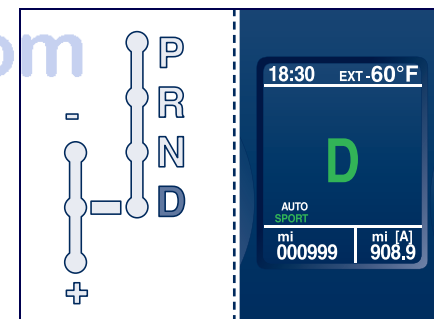 om
P
R
-
N
D
+
18:30 EXT -60°F
D
AUTO
SPORT
mi mi [A]
000999 908.9